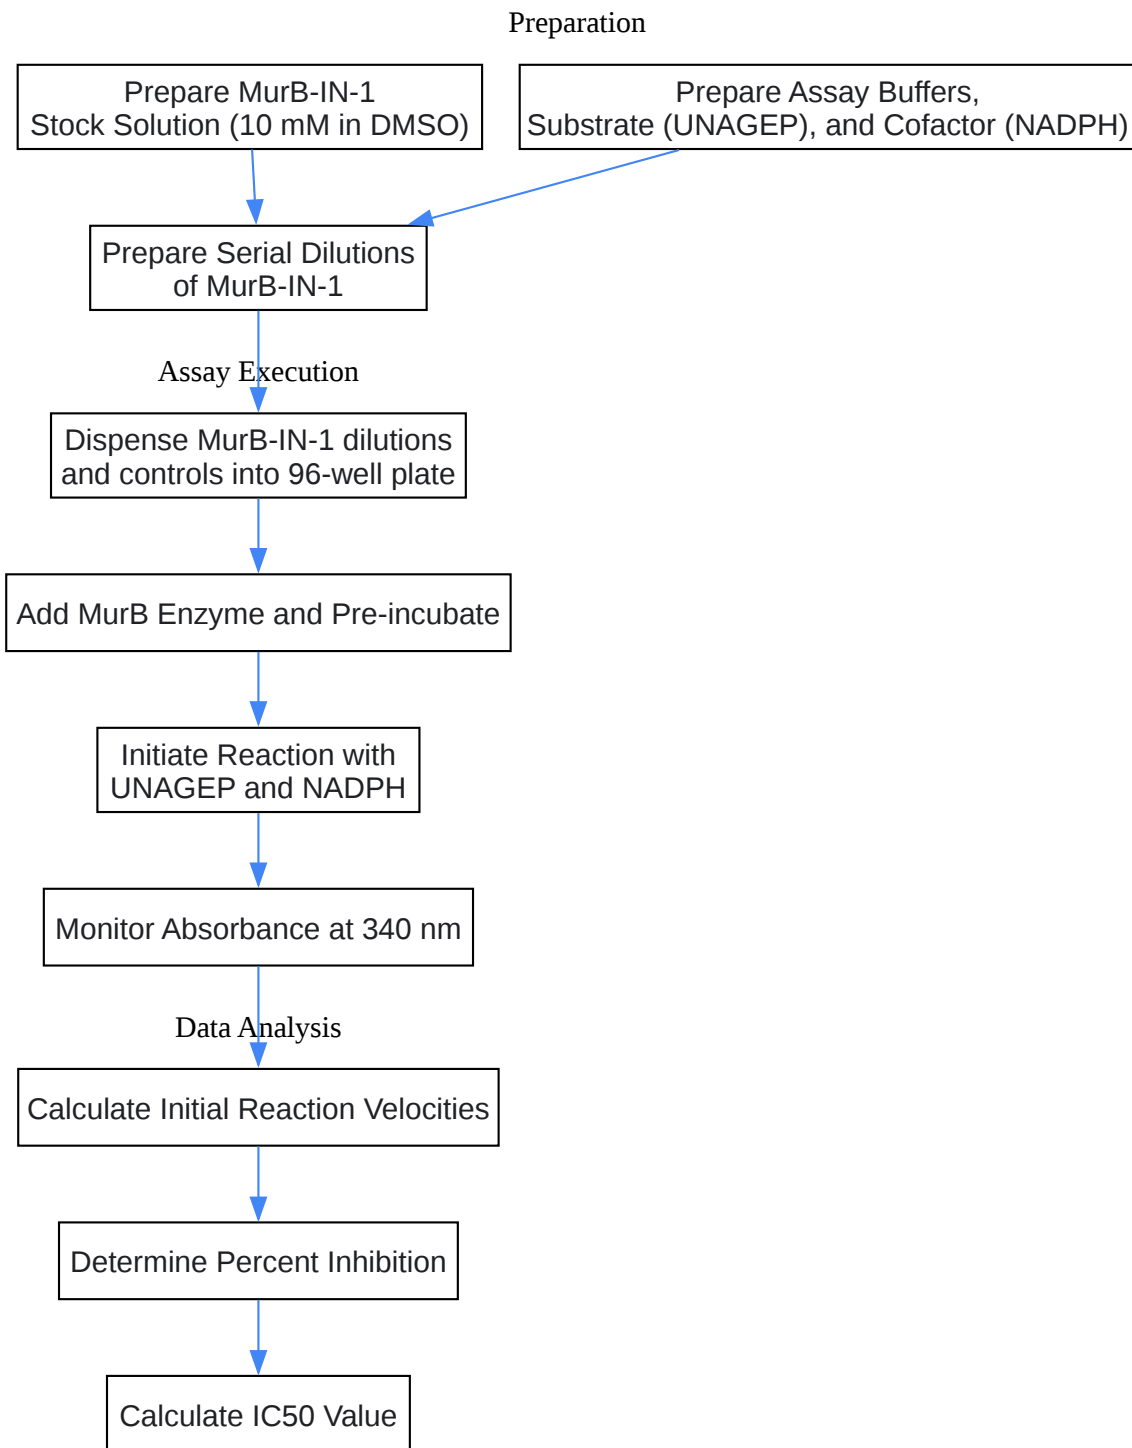 Preparation
Prepare MurB-IN-1
Stock Solution (10 mM in DMSO)
Prepare Assay Buffers,
Substrate (UNAGEP), and Cofactor (NADPH)
Prepare Serial Dilutions
of MurB-IN-1
Assay Execution
Dispense MurB-IN-1 dilutions
and controls into 96-well plate
Add MurB Enzyme and Pre-incubate
Initiate Reaction with
UNAGEP and NADPH
Monitor Absorbance at 340 nm
Data Analysis
Calculate Initial Reaction Velocities
Determine Percent Inhibition
Calculate IC50 Value